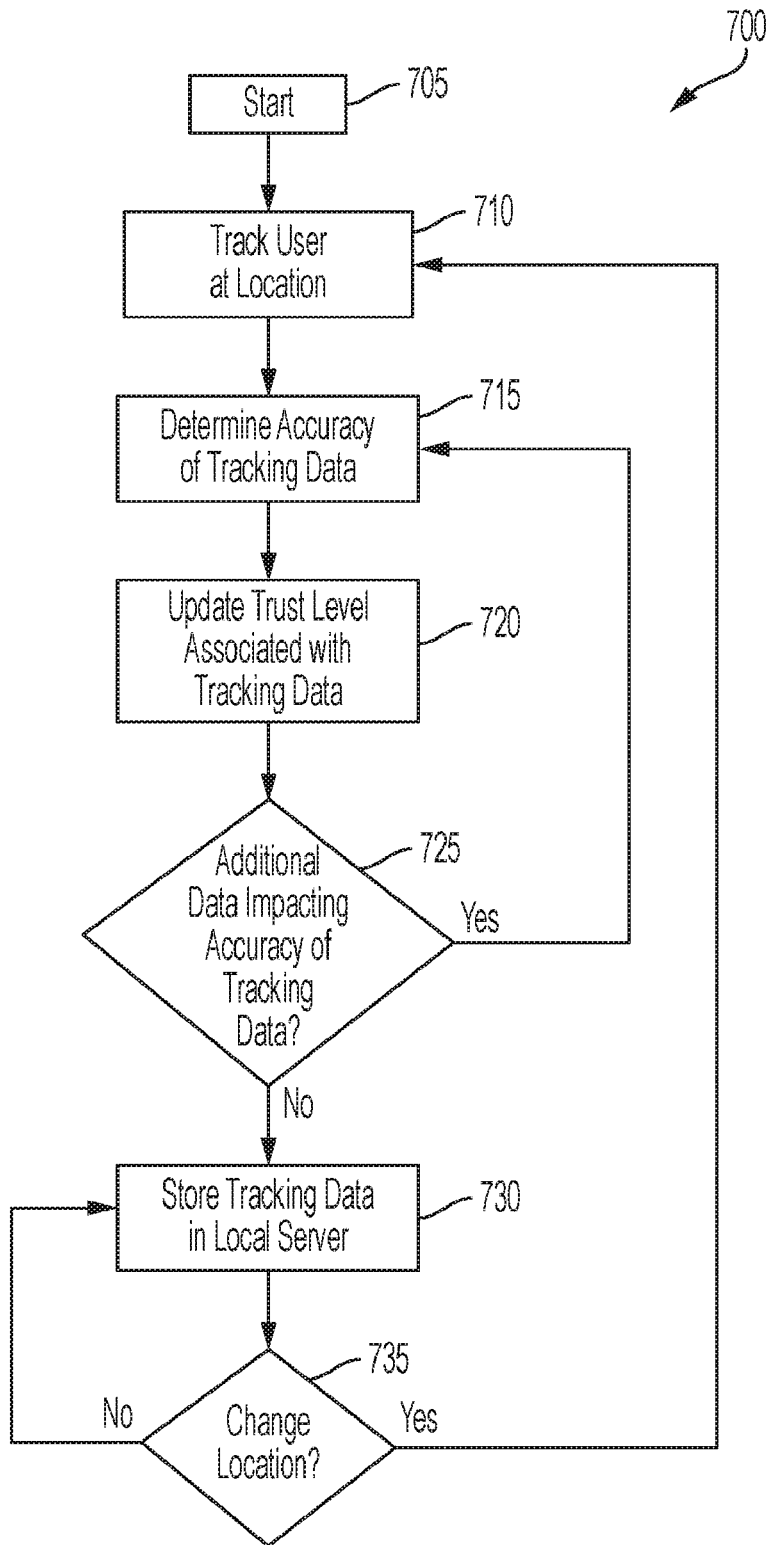 700
Start
705
710
Track User
at Location
715
Determine Accuracy
of Tracking Data
Update Trust Level
Associated with
Tracking Data
720
725
Additional
Data Impacting
Accuracy of
Tracking
Data?
Yes
No
Store Tracking Data
in Local Server
730
735
No
Change
Location?
Yes